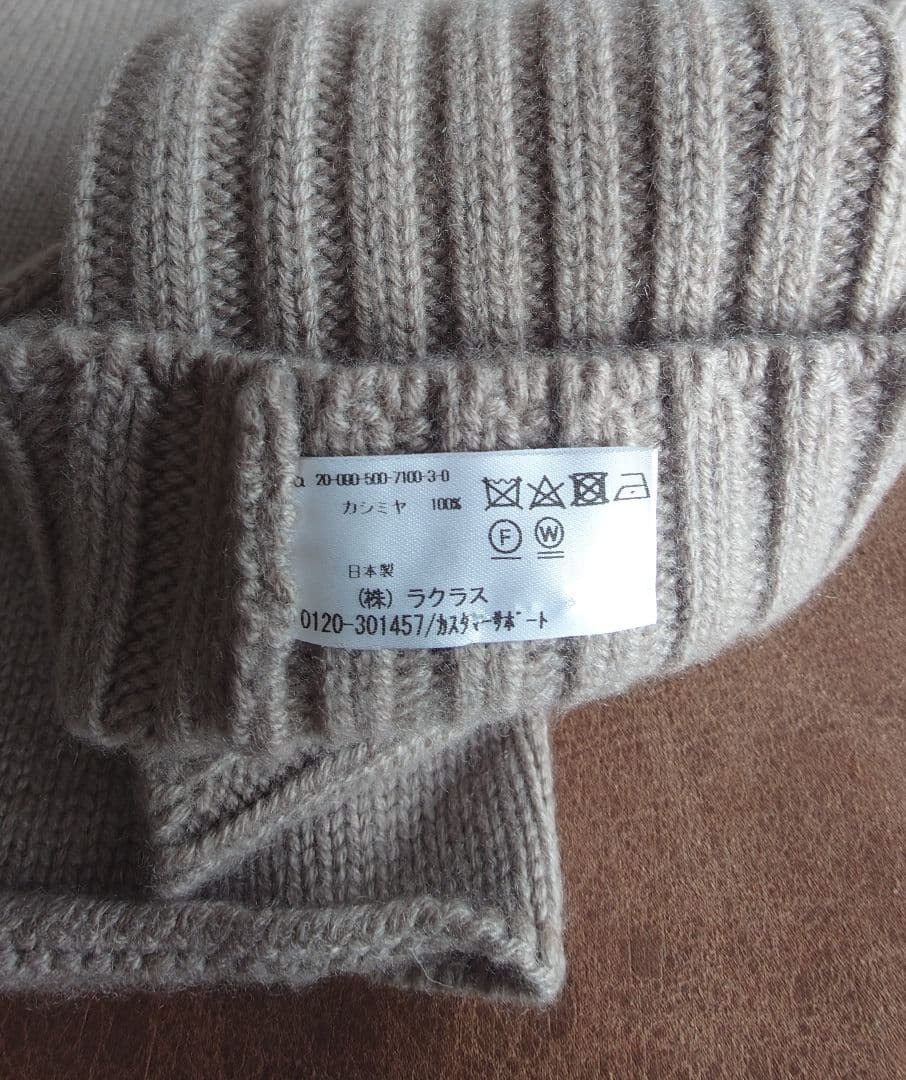 20-090-500-7100-3-0
カシミヤ 100%
F W
日本製
(株) ラクラス
0120-301457/カスタマーサポート